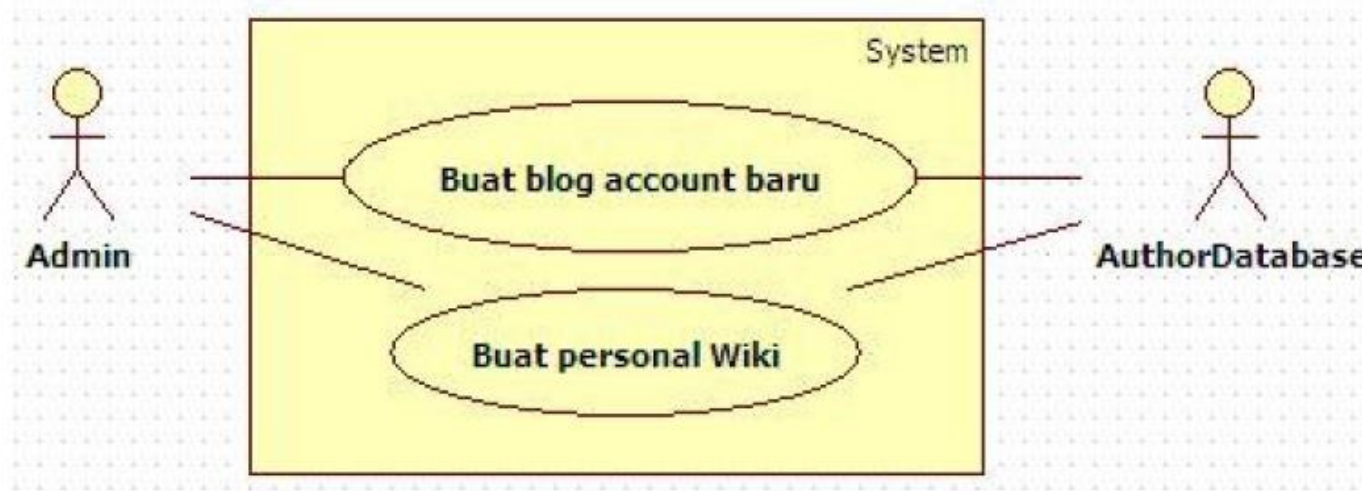 System
Buat blog account baru
Admin
AuthorDatabase
Buat personal Wiki